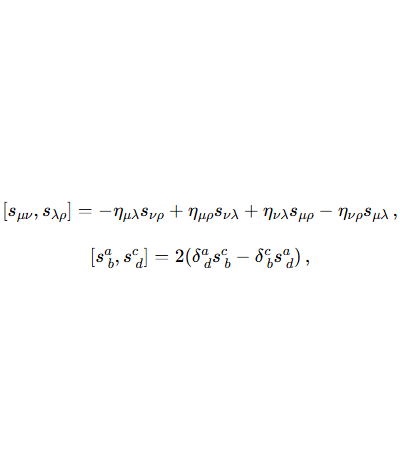 [s_{μν}, s_{λρ}] = −η_{μλ}s_{νρ} + η_{μρ}s_{νλ} + η_{νλ}s_{μρ} − η_{νρ}s_{μλ} ,
[s^a_b, s^c_d] = 2(δ^a_d s^c_b − δ^c_b s^a_d) ,